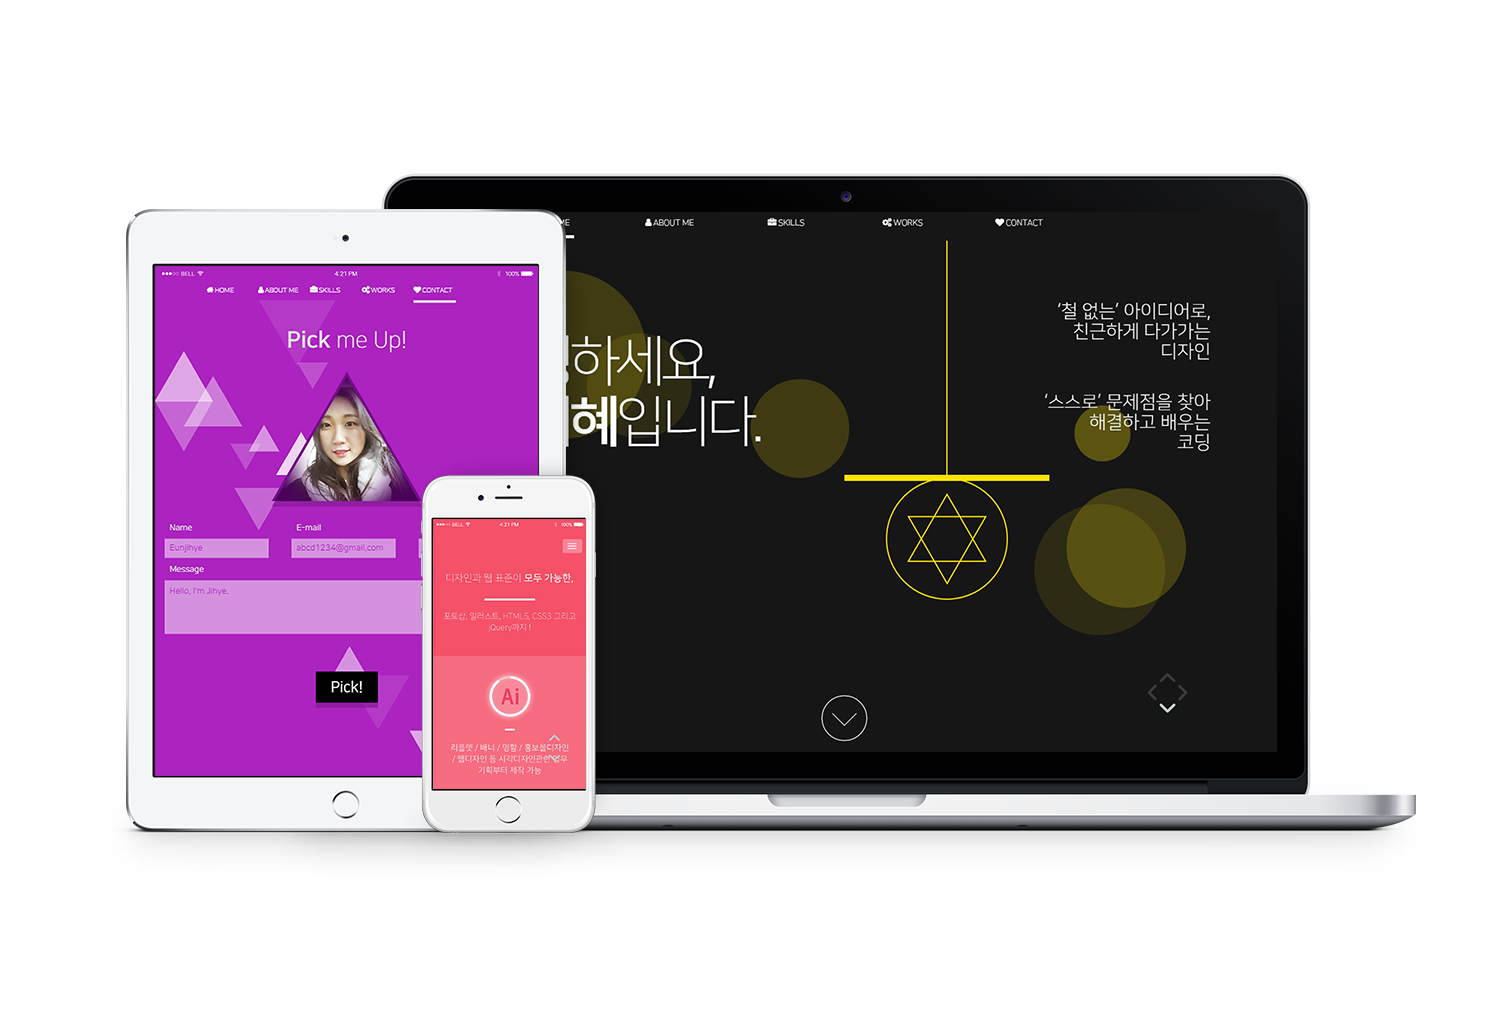 BELL
4:21 PM
100%
HOME
ABOUT ME
SKILLS
WORKS
CONTACT
Pick me Up!
Name
E-mail
Eunjihye
abcd1234@gmail.com
Message
Hello, I'm Jihye,
Pick!
BELL
4:21 PM
100%
디자인과 웹 표준이 모두 가능한,
포토샵, 일러스트, HTML5, CSS3 그리고
jQuery까지 !
Ai
리플렛 / 배너 / 명함 / 홍보물디자인
/ 웹디자인 등 시각디자인관련
기획부터 제작 가능
ME
ABOUT ME
SKILLS
WORKS
CONTACT
하세요,
혜입니다.
‘철 없는’ 아이디어로,
친근하게 다가가는
디자인
‘스스로’ 문제점을 찾아
해결하고 배우는
코딩